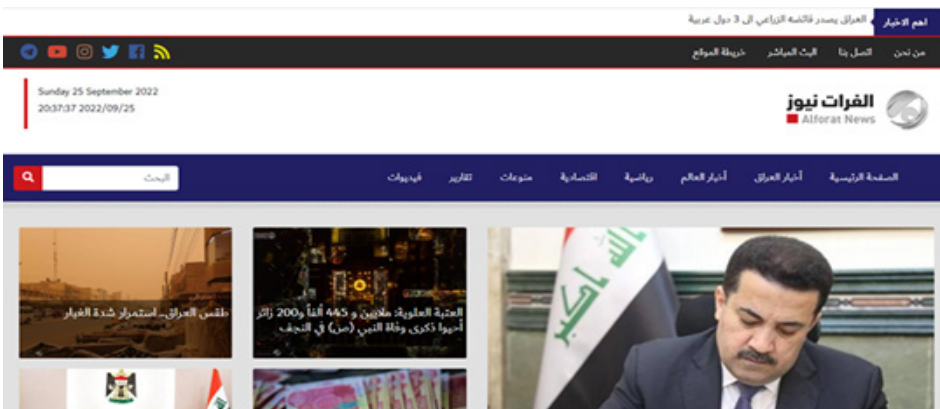 اهم الاخبار
العراق يصدر فائضه الزراعي الى 3 دول عربية
من نحن
اتصل بنا
البث المباشر
خريطة الموقع
الفرات نيوز
Alforat News
Sunday 25 September 2022
20:37:37 2022/09/25
الصفحة الرئيسية
أخبار العراق
أخبار العالم
رياضية
اقتصادية
منوعات
تقارير
فيديوات
البحث
الله أكبر
العتبة العلوية: ملايين و 445 ألفاً و200 زائر
أحيوا ذكرى وفاة النبي (ص) في النجف
طقس العراق.. استمرار شدة الغبار